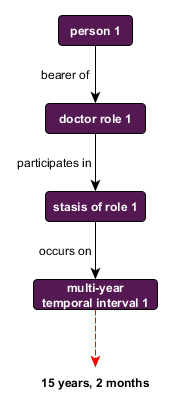 person 1
bearer of
doctor role 1
participates in
stasis of role 1
occurs on
multi-year
temporal interval 1
15 years, 2 months